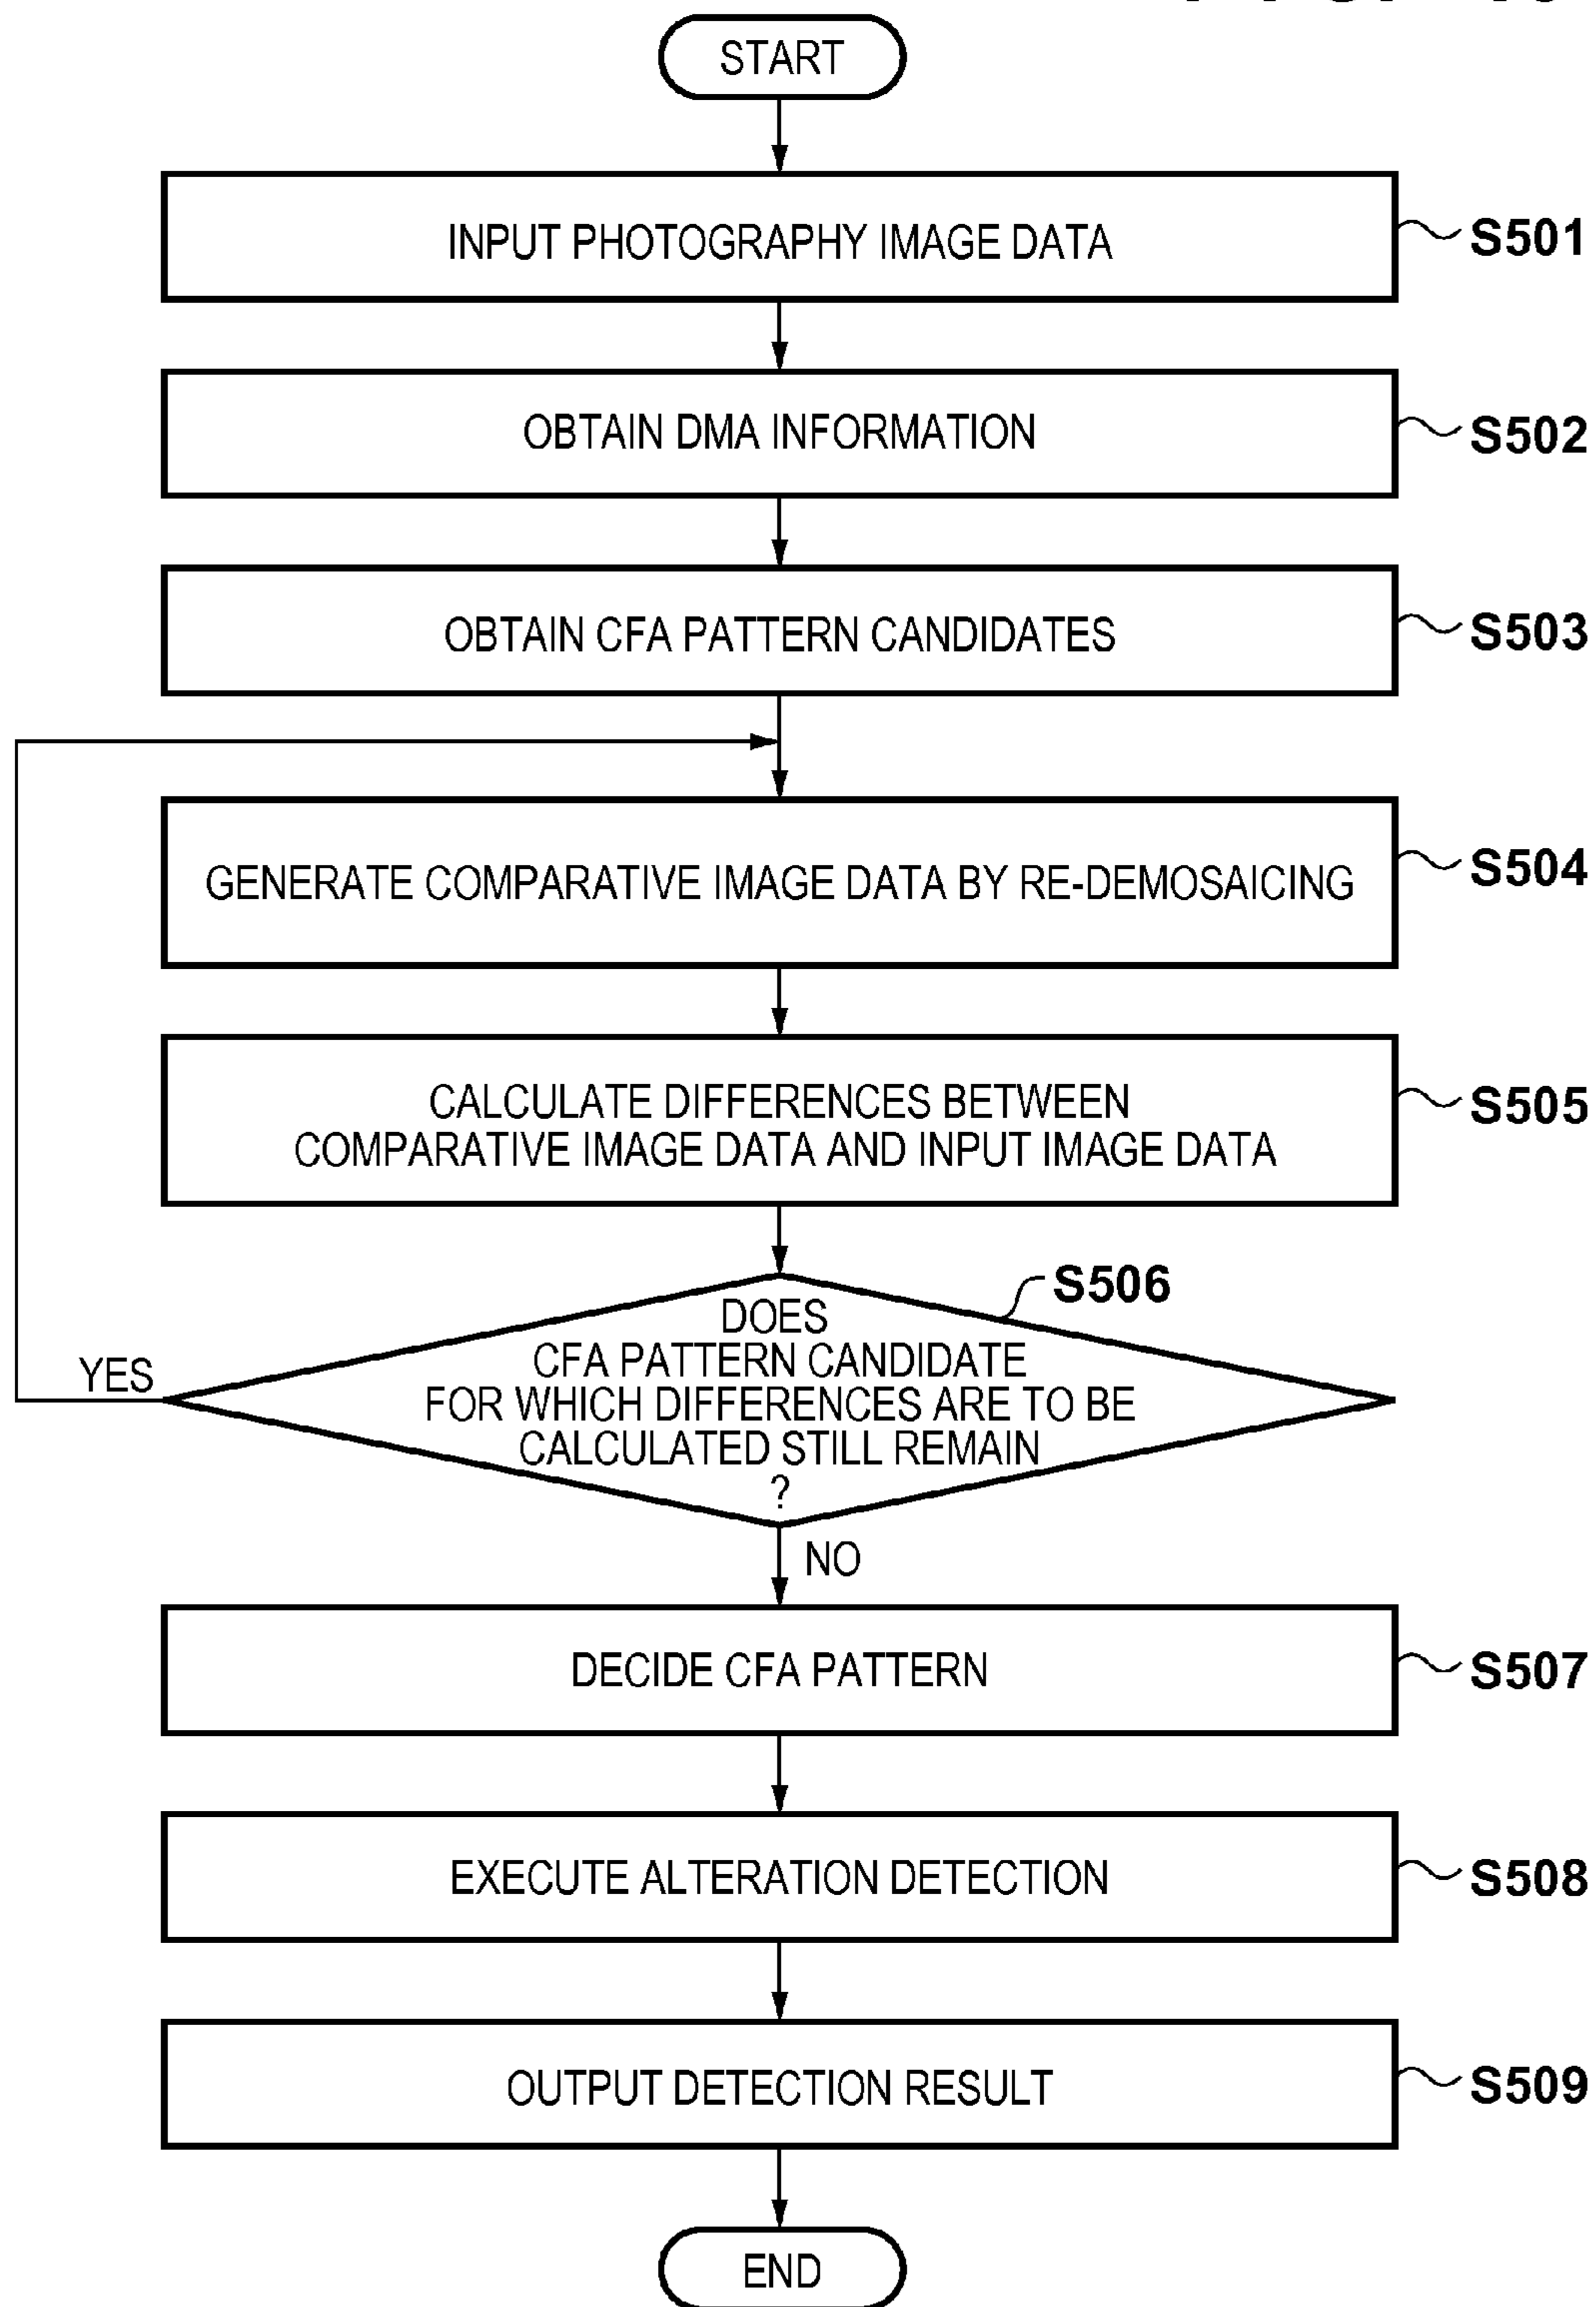 START
INPUT PHOTOGRAPHY IMAGE DATA
S501
OBTAIN DMA INFORMATION
S502
OBTAIN CFA PATTERN CANDIDATES
S503
GENERATE COMPARATIVE IMAGE DATA BY RE-DEMOSAICING
S504
CALCULATE DIFFERENCES BETWEEN
COMPARATIVE IMAGE DATA AND INPUT IMAGE DATA
S505
S506
DOES
CFA PATTERN CANDIDATE
FOR WHICH DIFFERENCES ARE TO BE
CALCULATED STILL REMAIN
?
YES
NO
DECIDE CFA PATTERN
S507
EXECUTE ALTERATION DETECTION
S508
OUTPUT DETECTION RESULT
S509
END